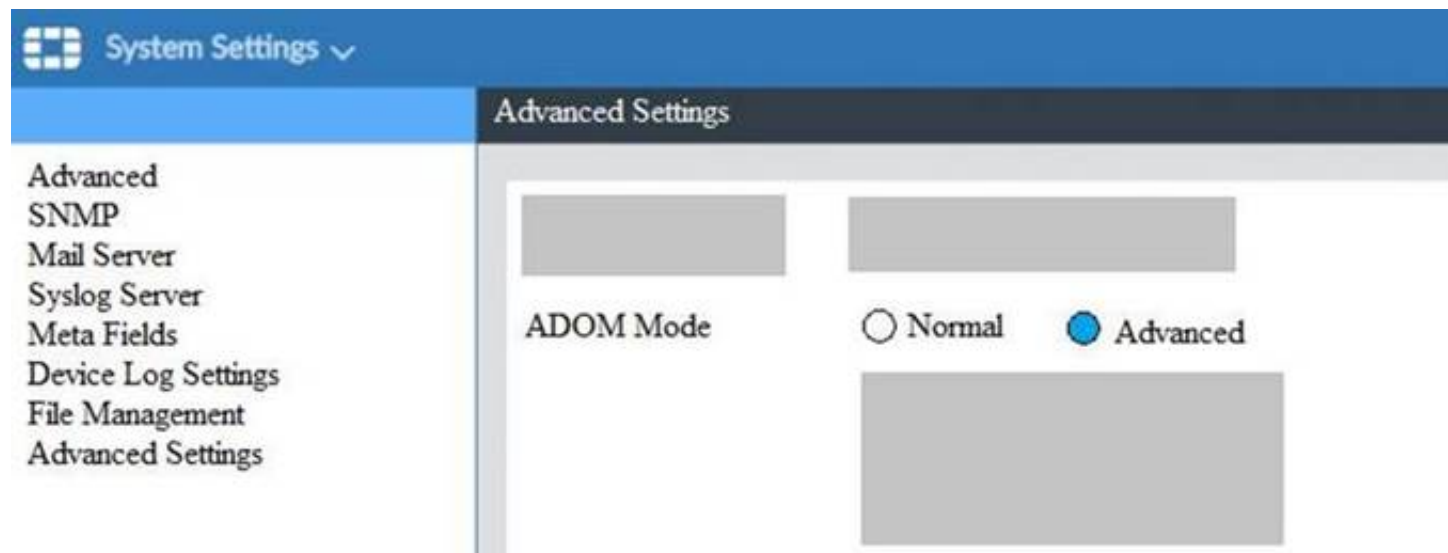 System Settings
Advanced Settings
Advanced
SNMP
Mail Server
Syslog Server
Meta Fields
Device Log Settings
File Management
Advanced Settings
ADOM Mode Normal Advanced